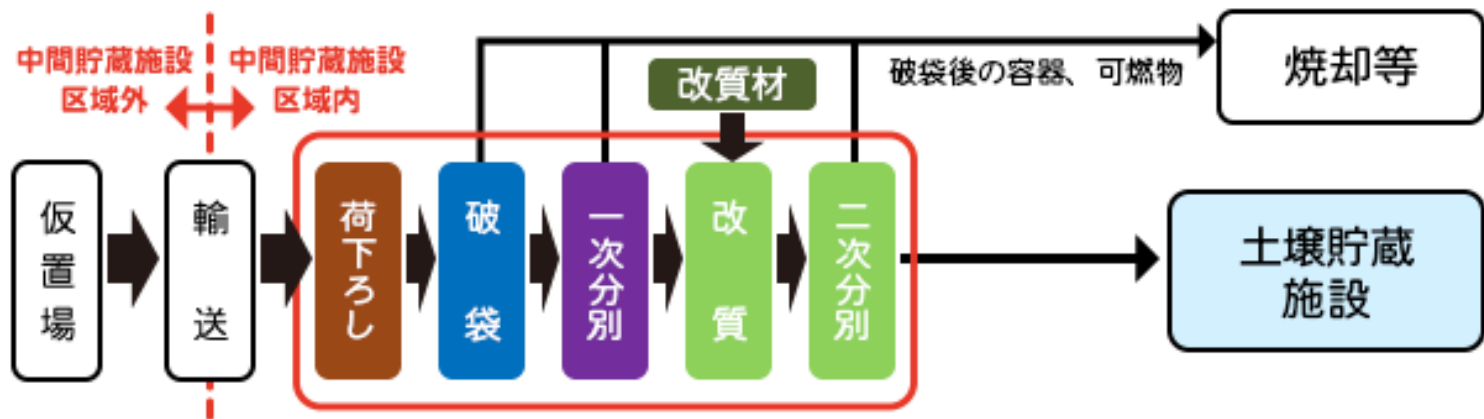 中間貯蔵施設
区域外
中間貯蔵施設
区域内
改質材
破袋後の容器、可燃物
焼却等
仮置場
輸送
荷下ろし
破袋
一次分別
改質
二次分別
土壌貯蔵
施設